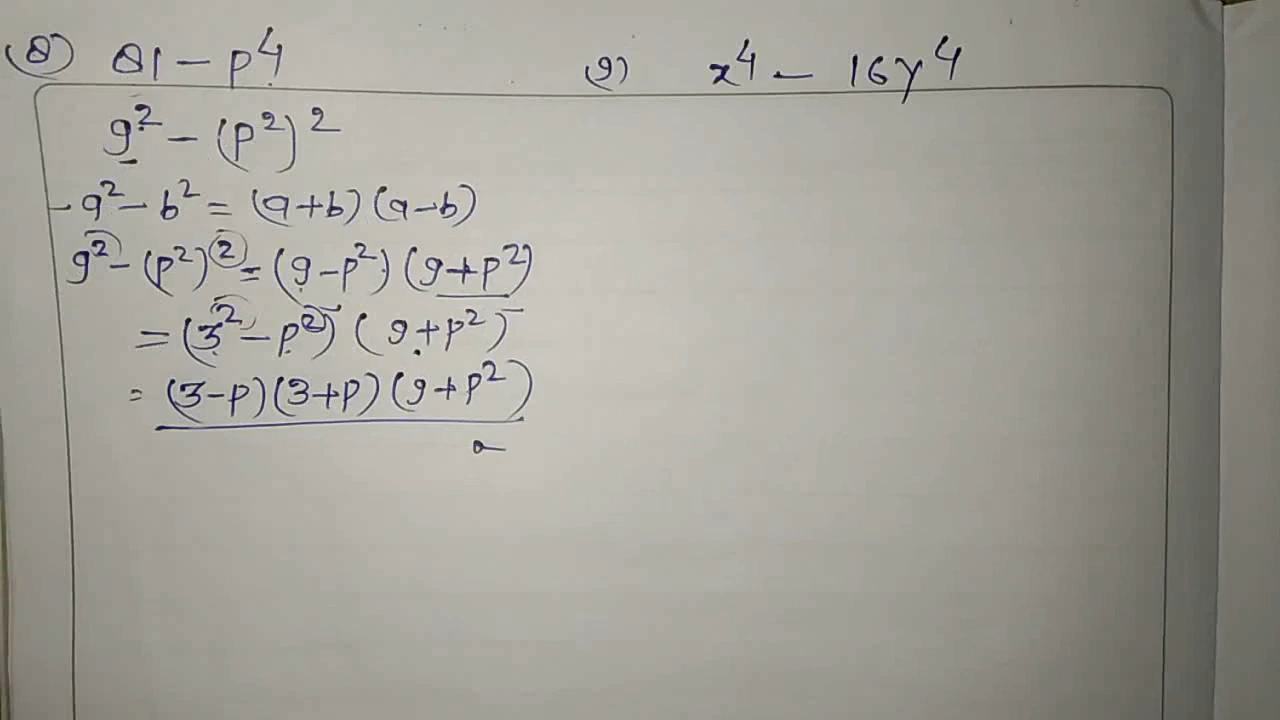 (8) 81 - p⁴
9² - (p²)²
- a² - b² = (a+b) (a-b)
9² - (p²)² = (9-p²) (9+p²)
= (3² - p²) (9+p²)
= (3-p) (3+p) (9+p²)
9) x⁴ - 16y⁴